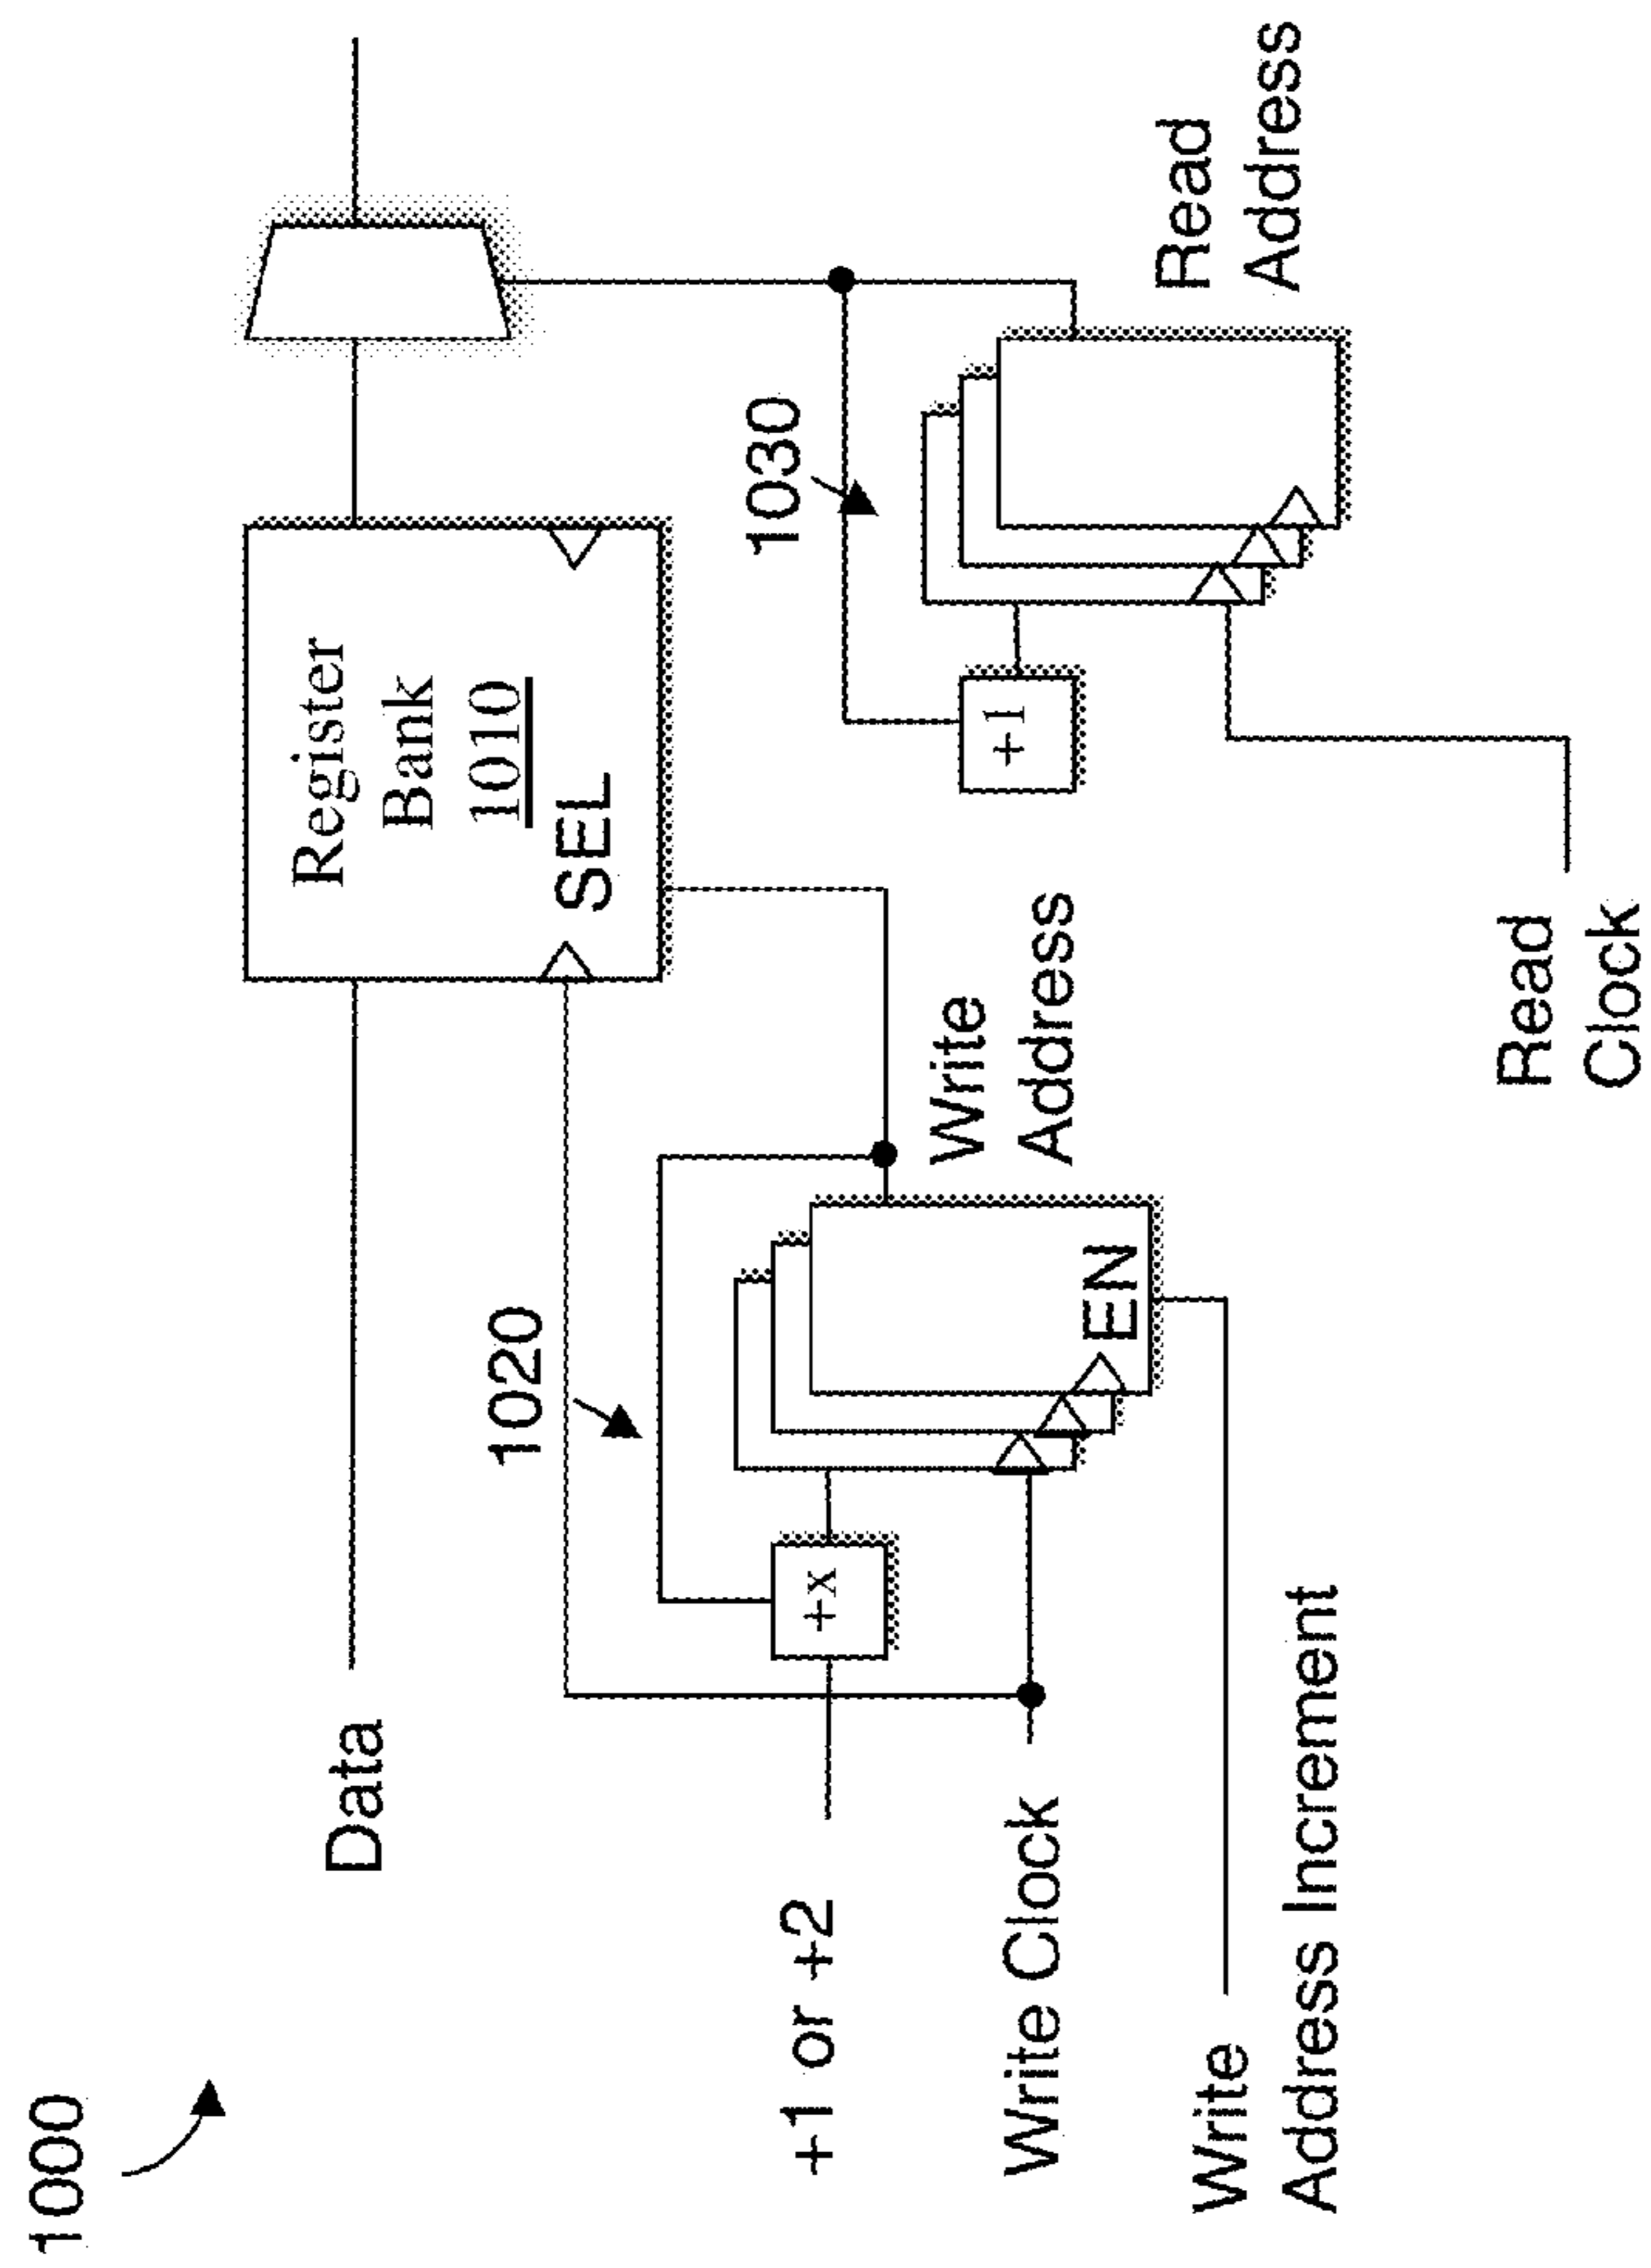 1000
Data
Register
Bank
1010
SEL
1020
1030
+1 or +2
+x
Write
Address
+1
Read
Address
Write Clock
EN
Write
Address Increment
Read
Clock